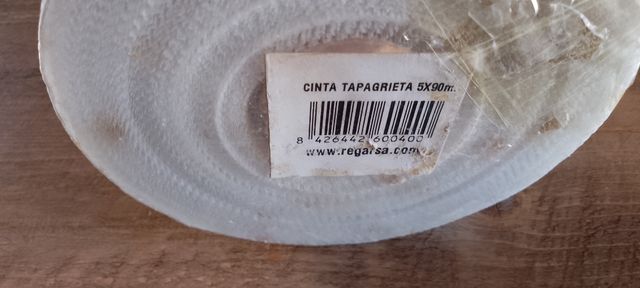 CINTA TAPAGRIETA 5X90m.
8 426442 600400
www.regarsa.com